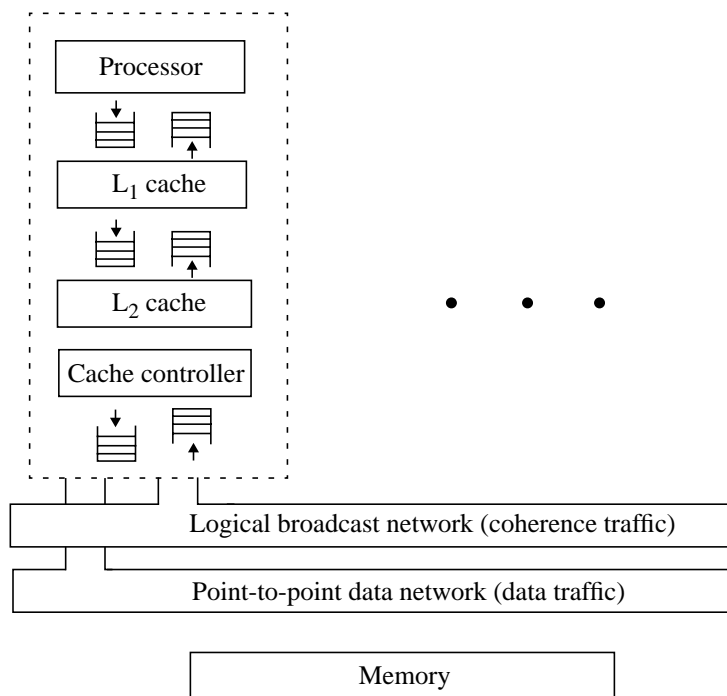 Processor
L₁ cache
L₂ cache
Cache controller
Logical broadcast network (coherence traffic)
Point-to-point data network (data traffic)
Memory